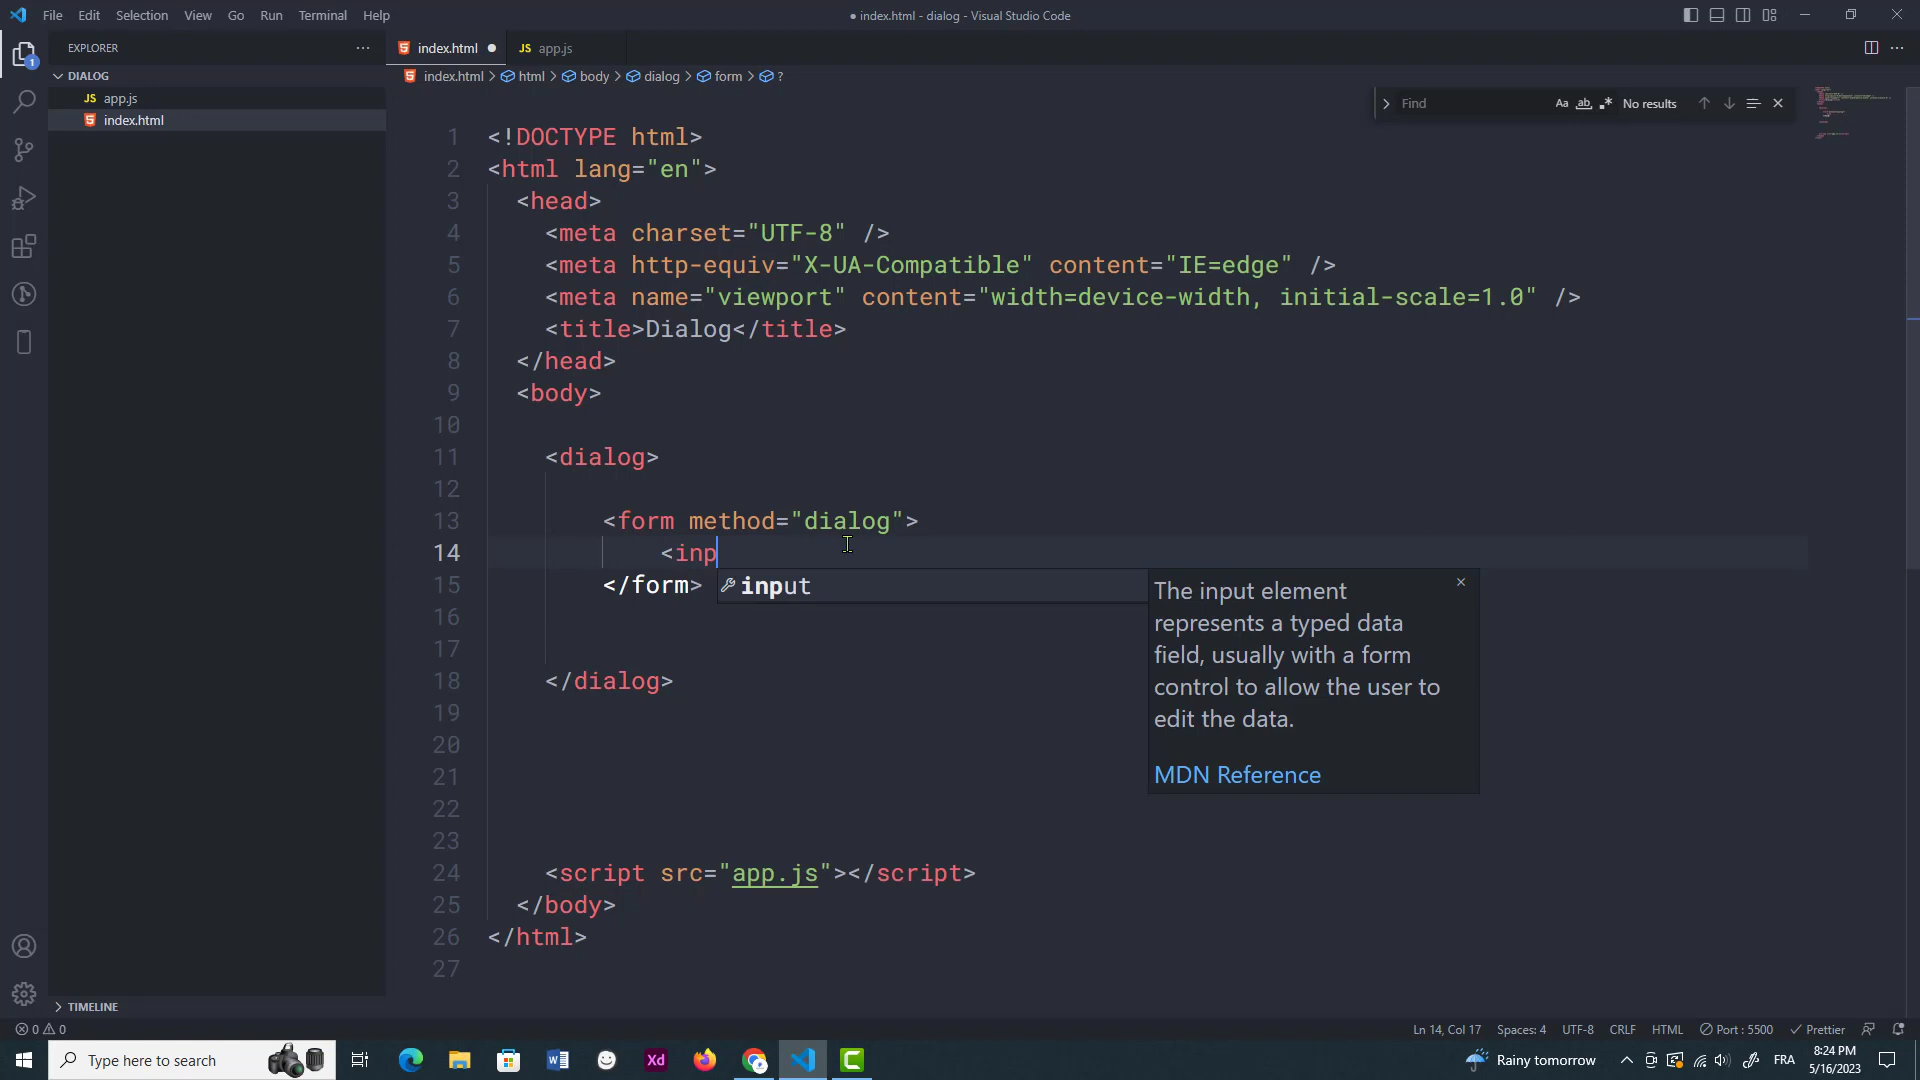 File Edit Selection View Go Run Terminal Help
● index.html - dialog - Visual Studio Code
EXPLORER
DIALOG
JS app.js
index.html
TIMELINE
index.html ● JS app.js
index.html > html > body > dialog > form > ?
Find Aa ab .* No results
1 <!DOCTYPE html>
2 <html lang="en">
3 <head>
4 <meta charset="UTF-8" />
5 <meta http-equiv="X-UA-Compatible" content="IE=edge" />
6 <meta name="viewport" content="width=device-width, initial-scale=1.0" />
7 <title>Dialog</title>
8 </head>
9 <body>
10
11 <dialog>
12
13 <form method="dialog">
14 <inp
15 </form>
16
17
18 </dialog>
19
20
21
22
23
24 <script src="app.js"></script>
25 </body>
26 </html>
27
input
The input element
represents a typed data
field, usually with a form
control to allow the user to
edit the data.
MDN Reference
1
0 0
Ln 14, Col 17 Spaces: 4 UTF-8 CRLF HTML Port : 5500 Prettier
Type here to search
Xd
Rainy tomorrow
FRA
8:24 PM
5/16/2023